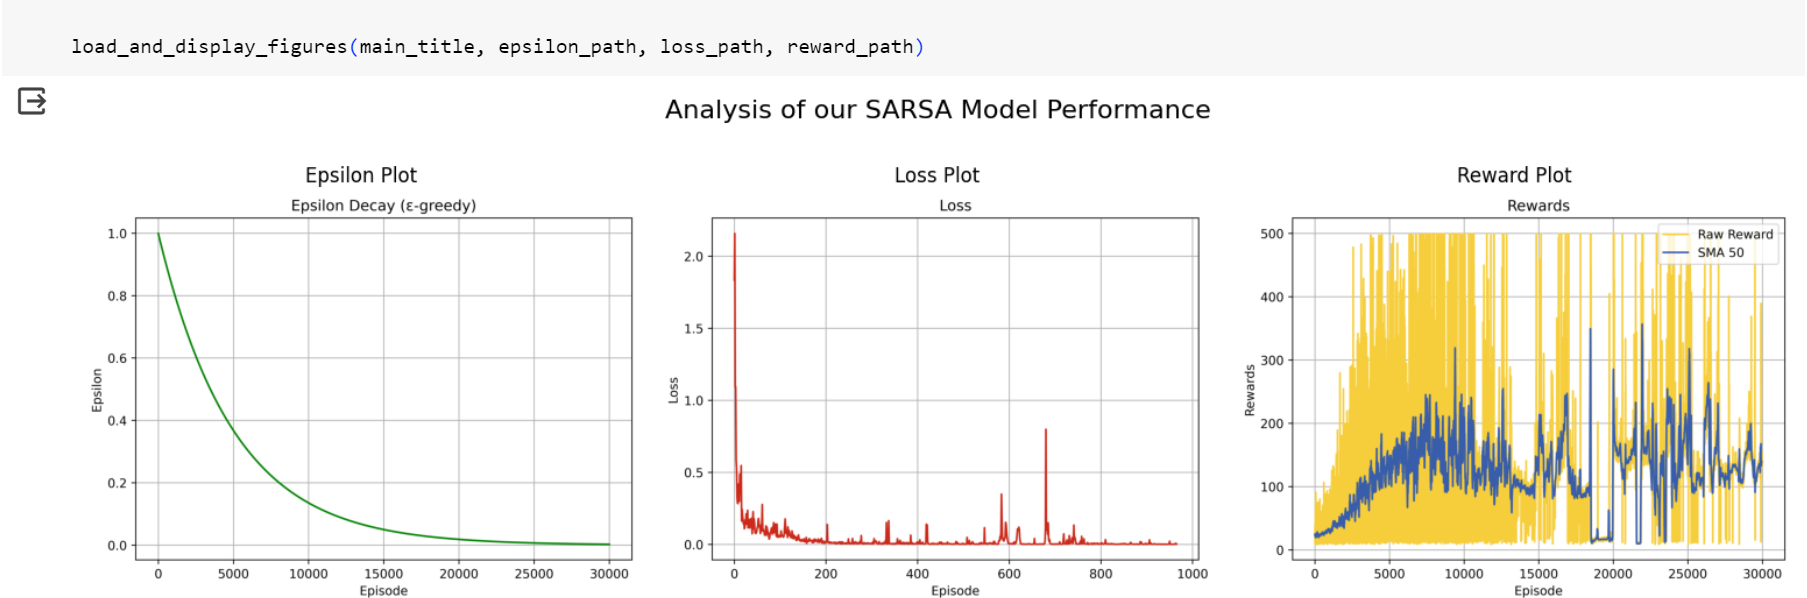 load_and_display_figures(main_title, epsilon_path, loss_path, reward_path)
Analysis of our SARSA Model Performance
Epsilon Plot
Epsilon Decay (ε-greedy)
1.0
0.8
0.6
0.4
0.2
0.0
Epsilon
0 5000 10000 15000 20000 25000 30000
Episode
Loss Plot
Loss
2.0
1.5
1.0
0.5
0.0
Loss
0 200 400 600 800 1000
Episode
Reward Plot
Rewards
Raw Reward
SMA 50
500
400
300
200
100
0
Rewards
0 5000 10000 15000 20000 25000 30000
Episode